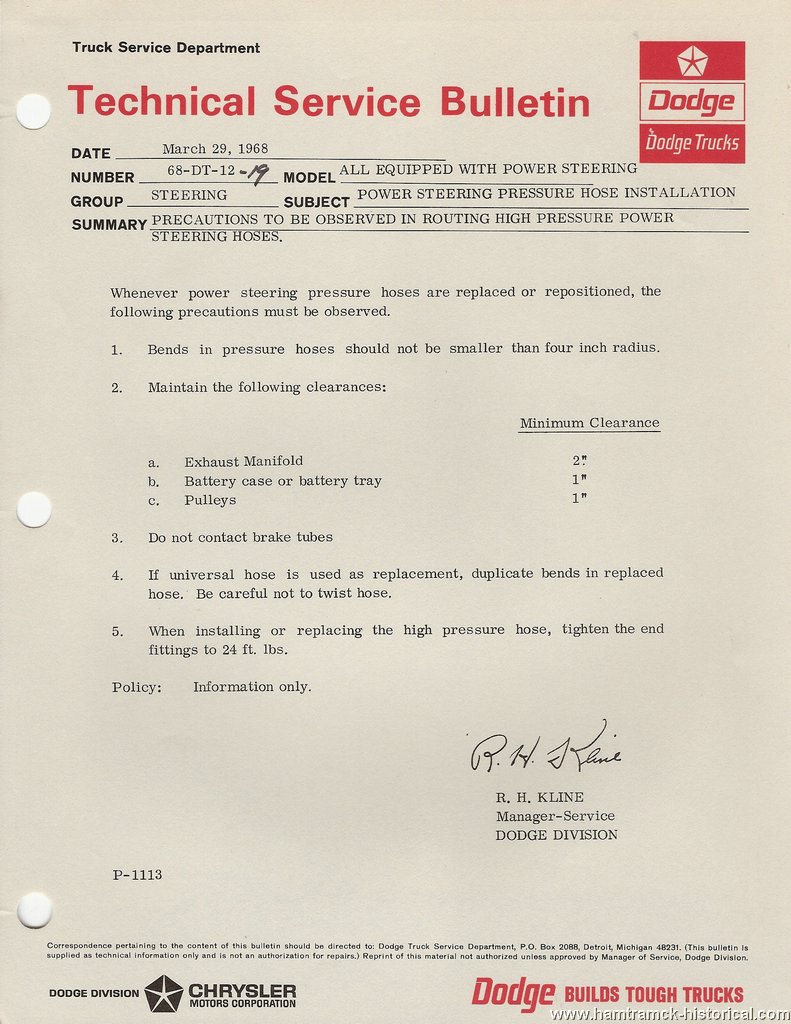 Truck Service Department
Technical Service Bulletin
Dodge
Dodge Trucks
DATE March 29, 1968
NUMBER 68-DT-12-19 MODEL ALL EQUIPPED WITH POWER STEERING
GROUP STEERING SUBJECT POWER STEERING PRESSURE HOSE INSTALLATION
SUMMARY PRECAUTIONS TO BE OBSERVED IN ROUTING HIGH PRESSURE POWER
STEERING HOSES.
Whenever power steering pressure hoses are replaced or repositioned, the
following precautions must be observed.
1. Bends in pressure hoses should not be smaller than four inch radius.
2. Maintain the following clearances:
Minimum Clearance
a. Exhaust Manifold 2"
b. Battery case or battery tray 1"
c. Pulleys 1"
3. Do not contact brake tubes
4. If universal hose is used as replacement, duplicate bends in replaced
hose. Be careful not to twist hose.
5. When installing or replacing the high pressure hose, tighten the end
fittings to 24 ft. lbs.
Policy: Information only.
R. H. Kline
R. H. KLINE
Manager-Service
DODGE DIVISION
P-1113
Correspondence pertaining to the content of this bulletin should be directed to: Dodge Truck Service Department, P.O. Box 2088, Detroit, Michigan 48231. (This bulletin is
supplied as technical information only and is not an authorization for repairs.) Reprint of this material not authorized unless approved by Manager of Service, Dodge Division.
DODGE DIVISION CHRYSLER
MOTORS CORPORATION
Dodge BUILDS TOUGH TRUCKS
www.hamtramck-historical.com